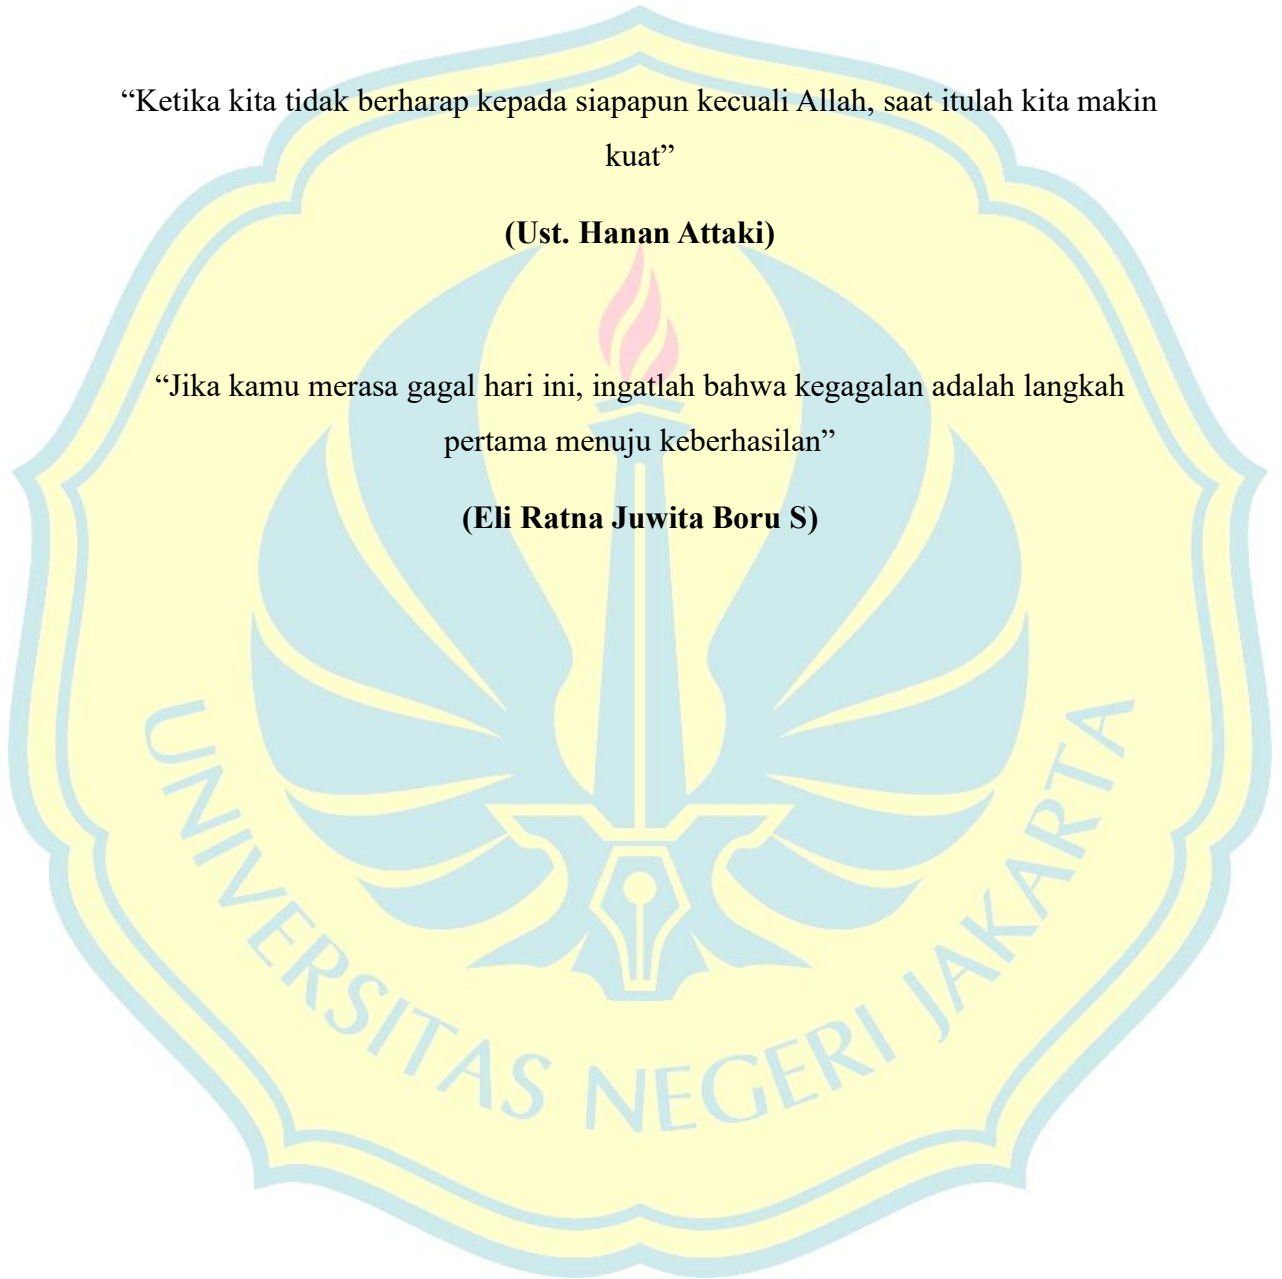 “Ketika kita tidak berharap kepada siapapun kecuali Allah, saat itulah kita makin
kuat”
(Ust. Hanan Attaki)
“Jika kamu merasa gagal hari ini, ingatlah bahwa kegagalan adalah langkah
pertama menuju keberhasilan”
(Eli Ratna Juwita Boru S)
UNIVERSITAS NEGERI JAKARTA